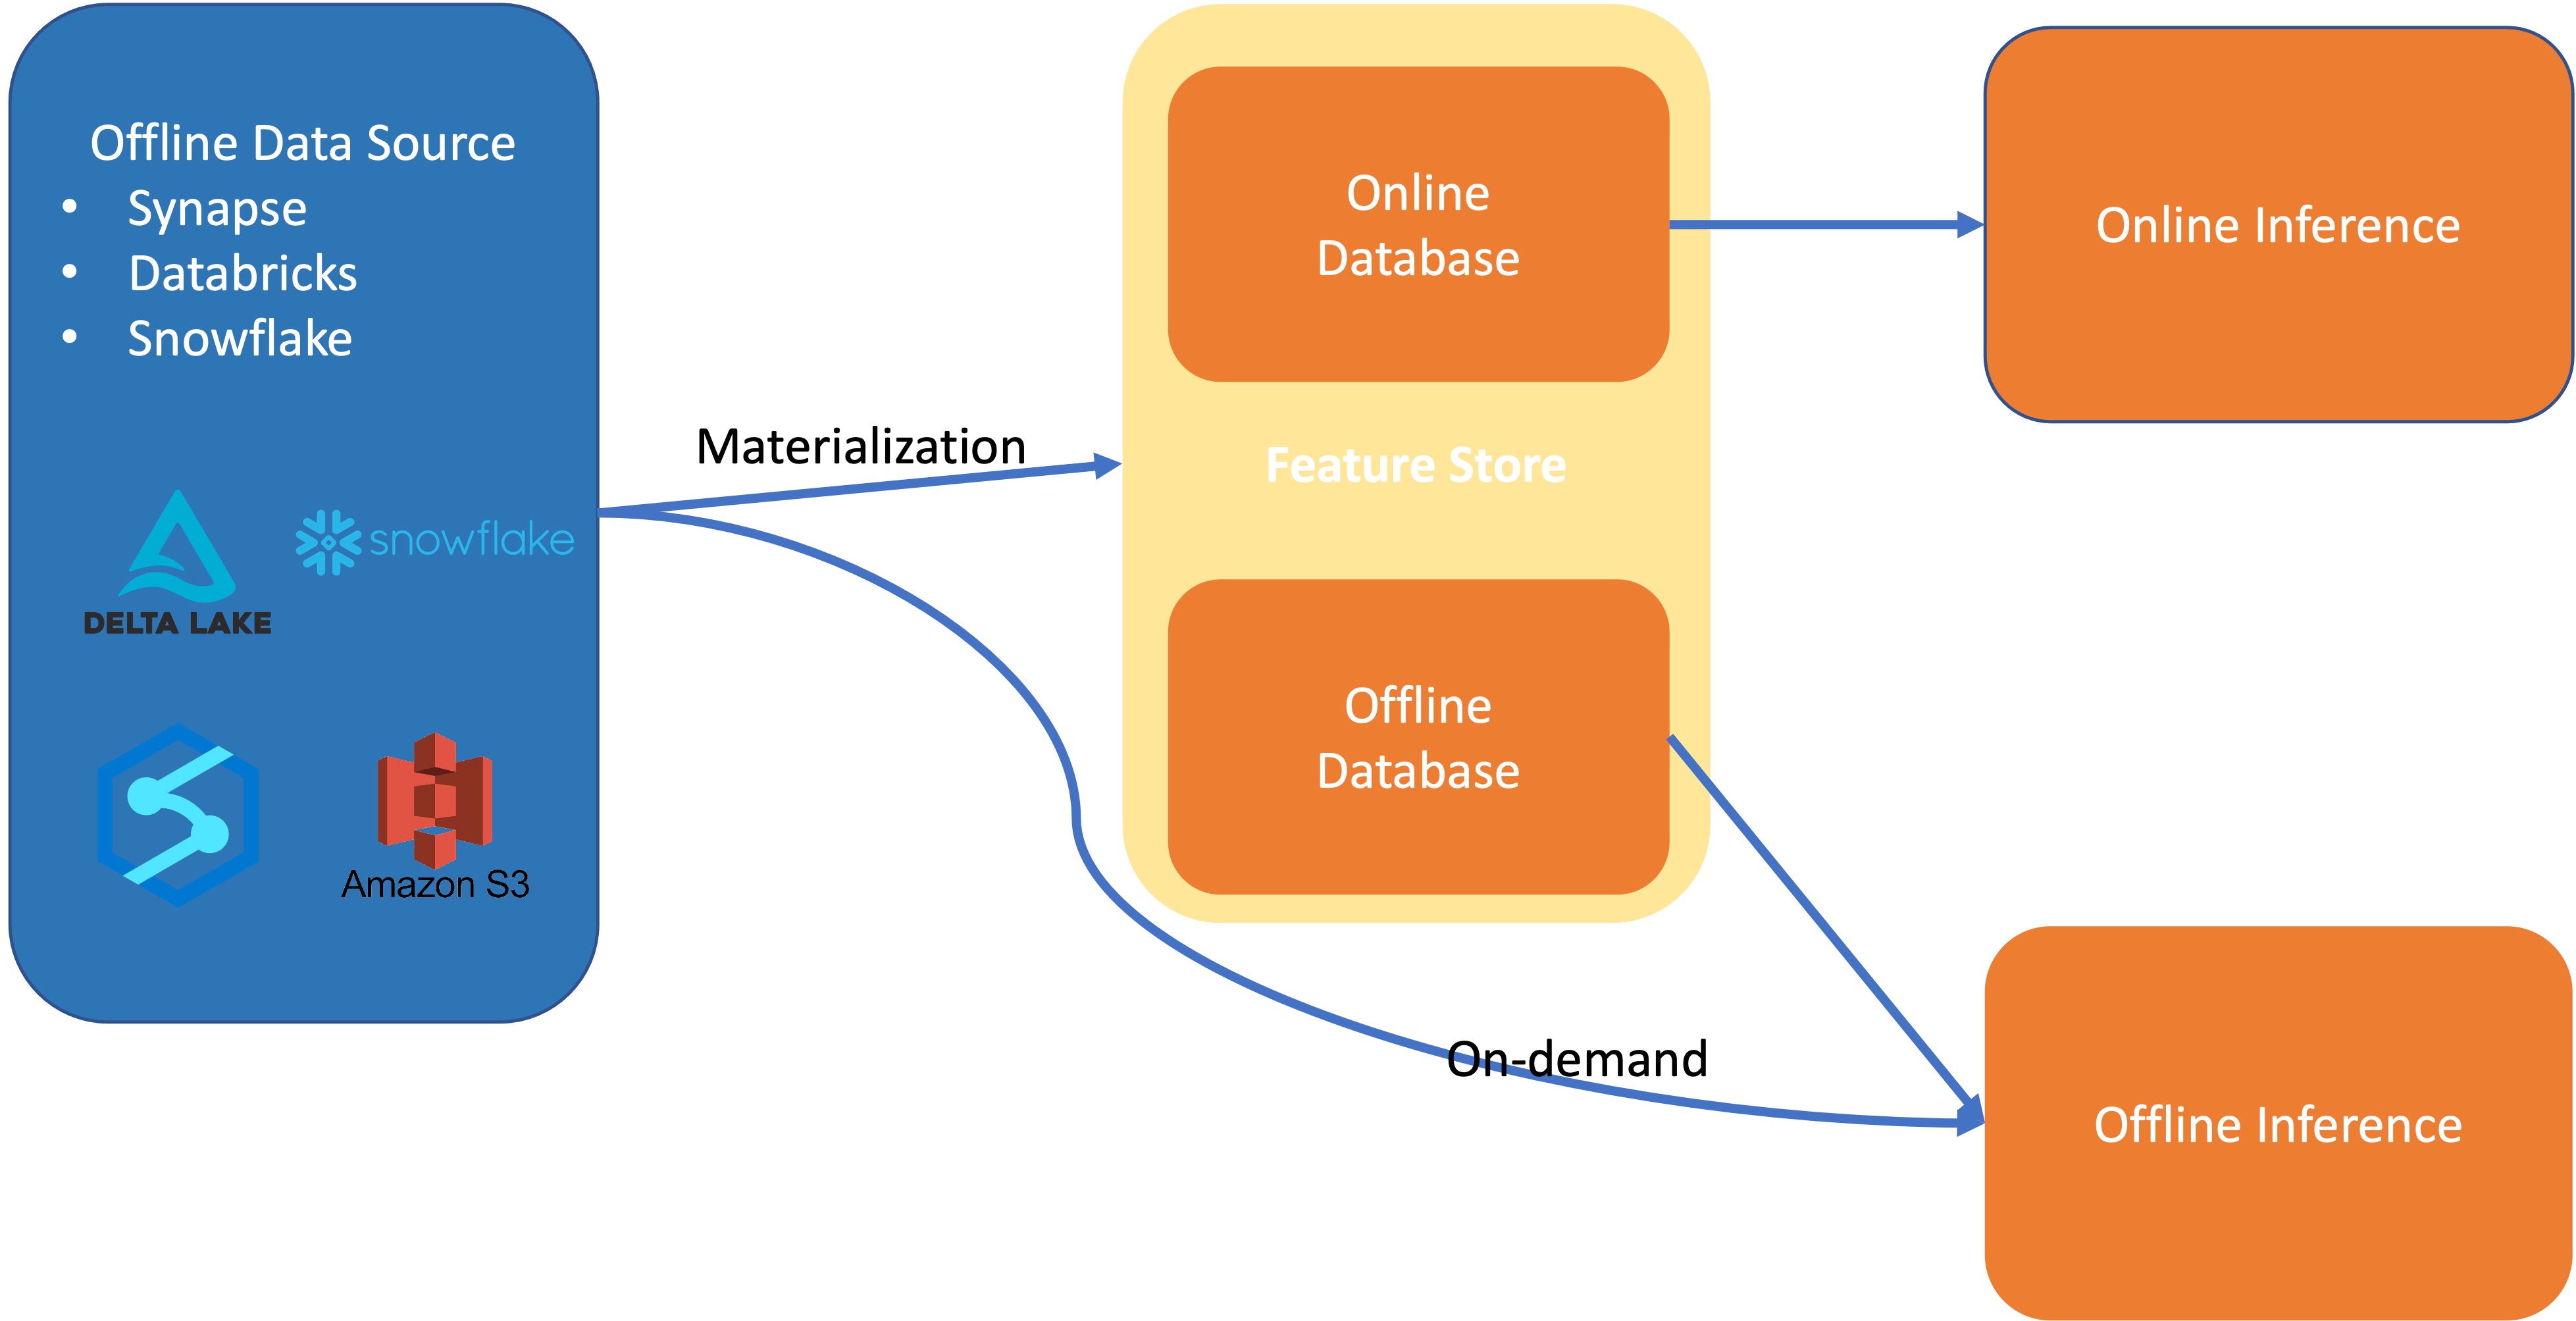 Offline Data Source
• Synapse
• Databricks
• Snowflake
DELTA LAKE
snowflake
Amazon S3
Materialization
Online
Database
Feature Store
Offline
Database
On-demand
Online Inference
Offline Inference